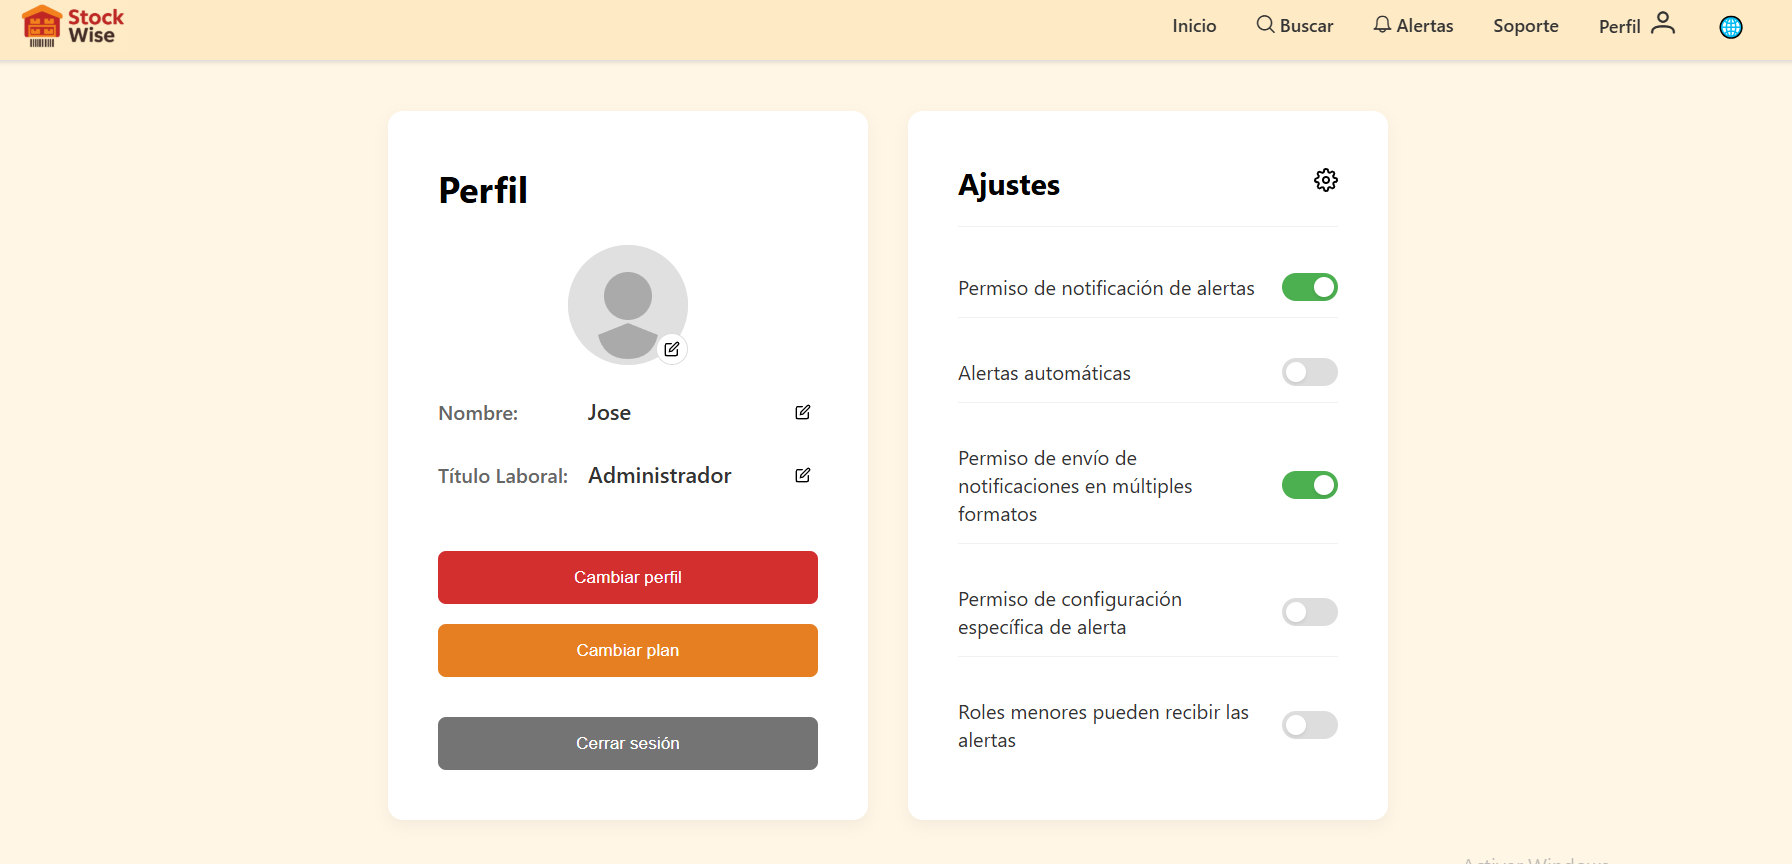 Stock
Wise
Inicio
Buscar
Alertas
Soporte
Perfil
Perfil
Nombre: Jose
Título Laboral: Administrador
Cambiar perfil
Cambiar plan
Cerrar sesión
Ajustes
Permiso de notificación de alertas
Alertas automáticas
Permiso de envío de
notificaciones en múltiples
formatos
Permiso de configuración
específica de alerta
Roles menores pueden recibir las
alertas
Activar Windows